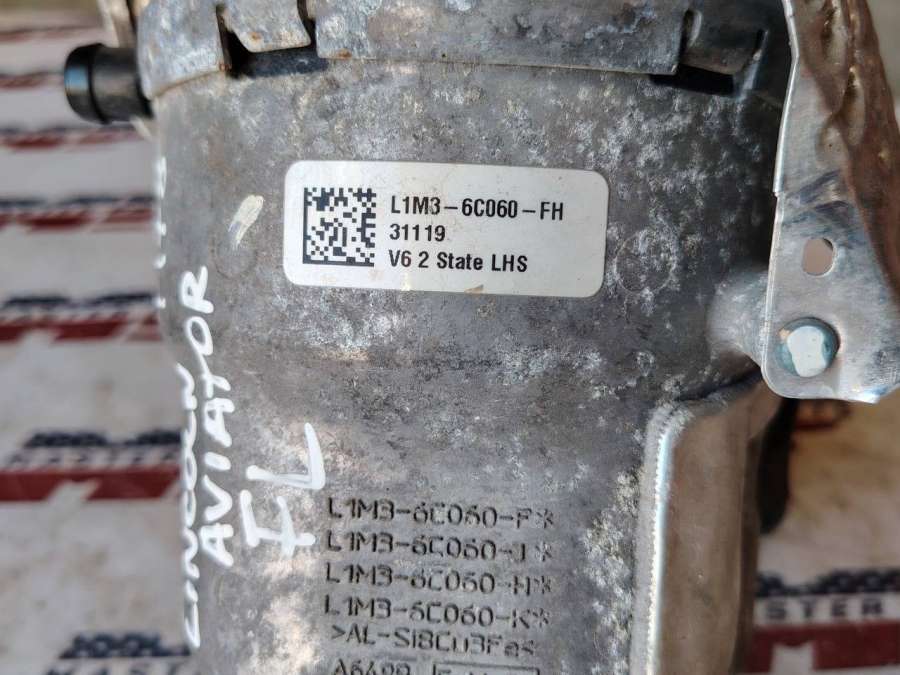 L1M3-6C060-FH
31119
V6 2 State LHS
LINCOLN
AVIATOR
FL
L1M3-6C060-F*
L1M3-6C060-J*
L1M3-6C060-H*
L1M3-6C060-K*
>AL-Si8Cu3Fe<